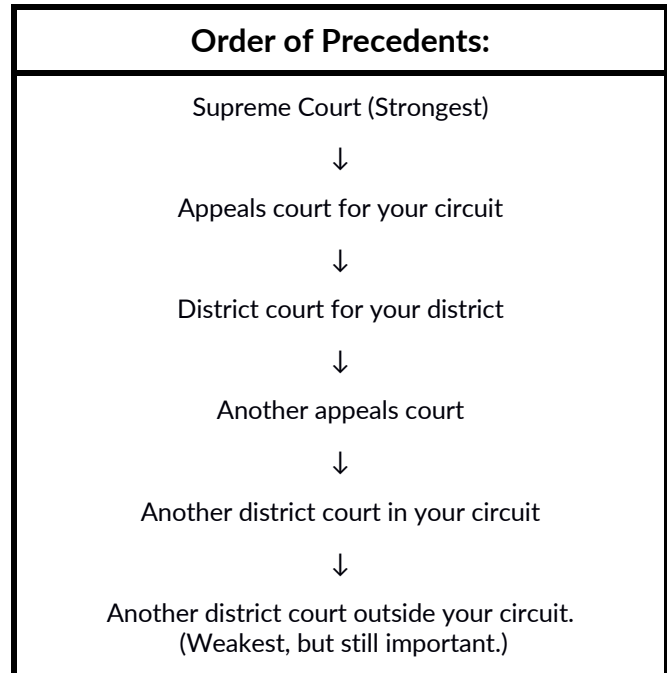 Order of Precedents:
Supreme Court (Strongest)
↓
Appeals court for your circuit
↓
District court for your district
↓
Another appeals court
↓
Another district court in your circuit
↓
Another district court outside your circuit.
(Weakest, but still important.)